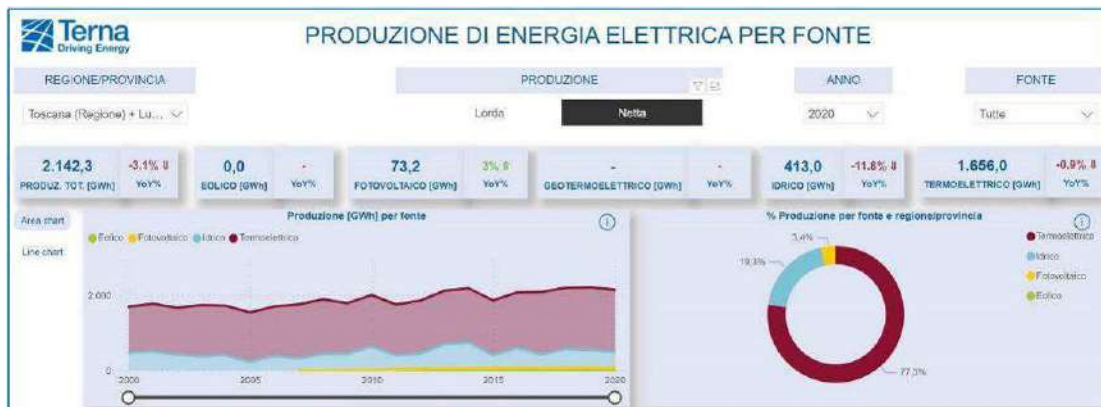 Terna
Driving Energy
PRODUZIONE DI ENERGIA ELETTRICA PER FONTE
REGIONE/PROVINCIA
PRODUZIONE
ANNO
FONTE
Toscana (Regione) + Lu...
Lorda
Netta
2020
Tutte
2.142,3
PRODUZ. TOT. [GWh]
-3.1%
YoY%
0,0
EOLICO [GWh]
-
YoY%
73,2
FOTOVOLTAICO [GWh]
3%
YoY%
-
GEOTERMOELETTRICO [GWh]
-
YoY%
413,0
IDRICO [GWh]
-11.8%
YoY%
1.656,0
TERMOELETTRICO [GWh]
-0.9%
YoY%
Area chart
Line chart
Produzione [GWh] per fonte
Eolico Fotovoltaico Idrico Termoelettrico
2.000
0
2000 2005 2010 2015 2020
% Produzione per fonte e regione/provincia
3,4%
19,3%
77,3%
Termoelettrico
Idrico
Fotovoltaico
Eolico